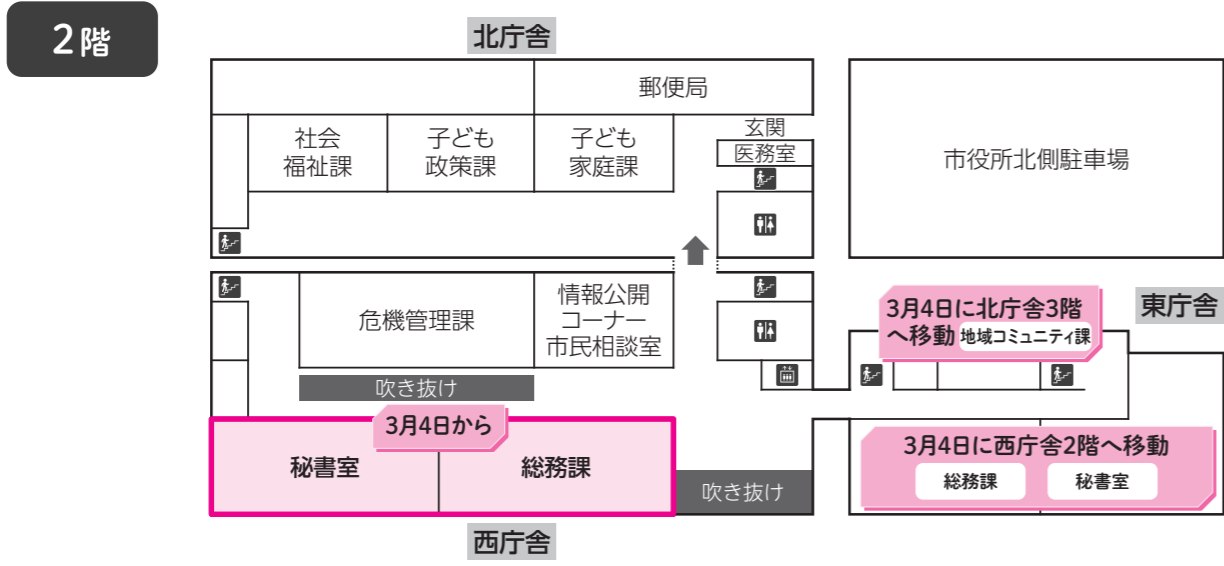 2階
北庁舎
郵便局
社会
福祉課
子ども
政策課
子ども
家庭課
玄関
医務室
市役所北側駐車場
危機管理課
情報公開
コーナー
市民相談室
吹き抜け
3月4日に北庁舎3階
へ移動 地域コミュニティ課
東庁舎
3月4日から
秘書室
総務課
吹き抜け
3月4日に西庁舎2階へ移動
総務課
秘書室
西庁舎